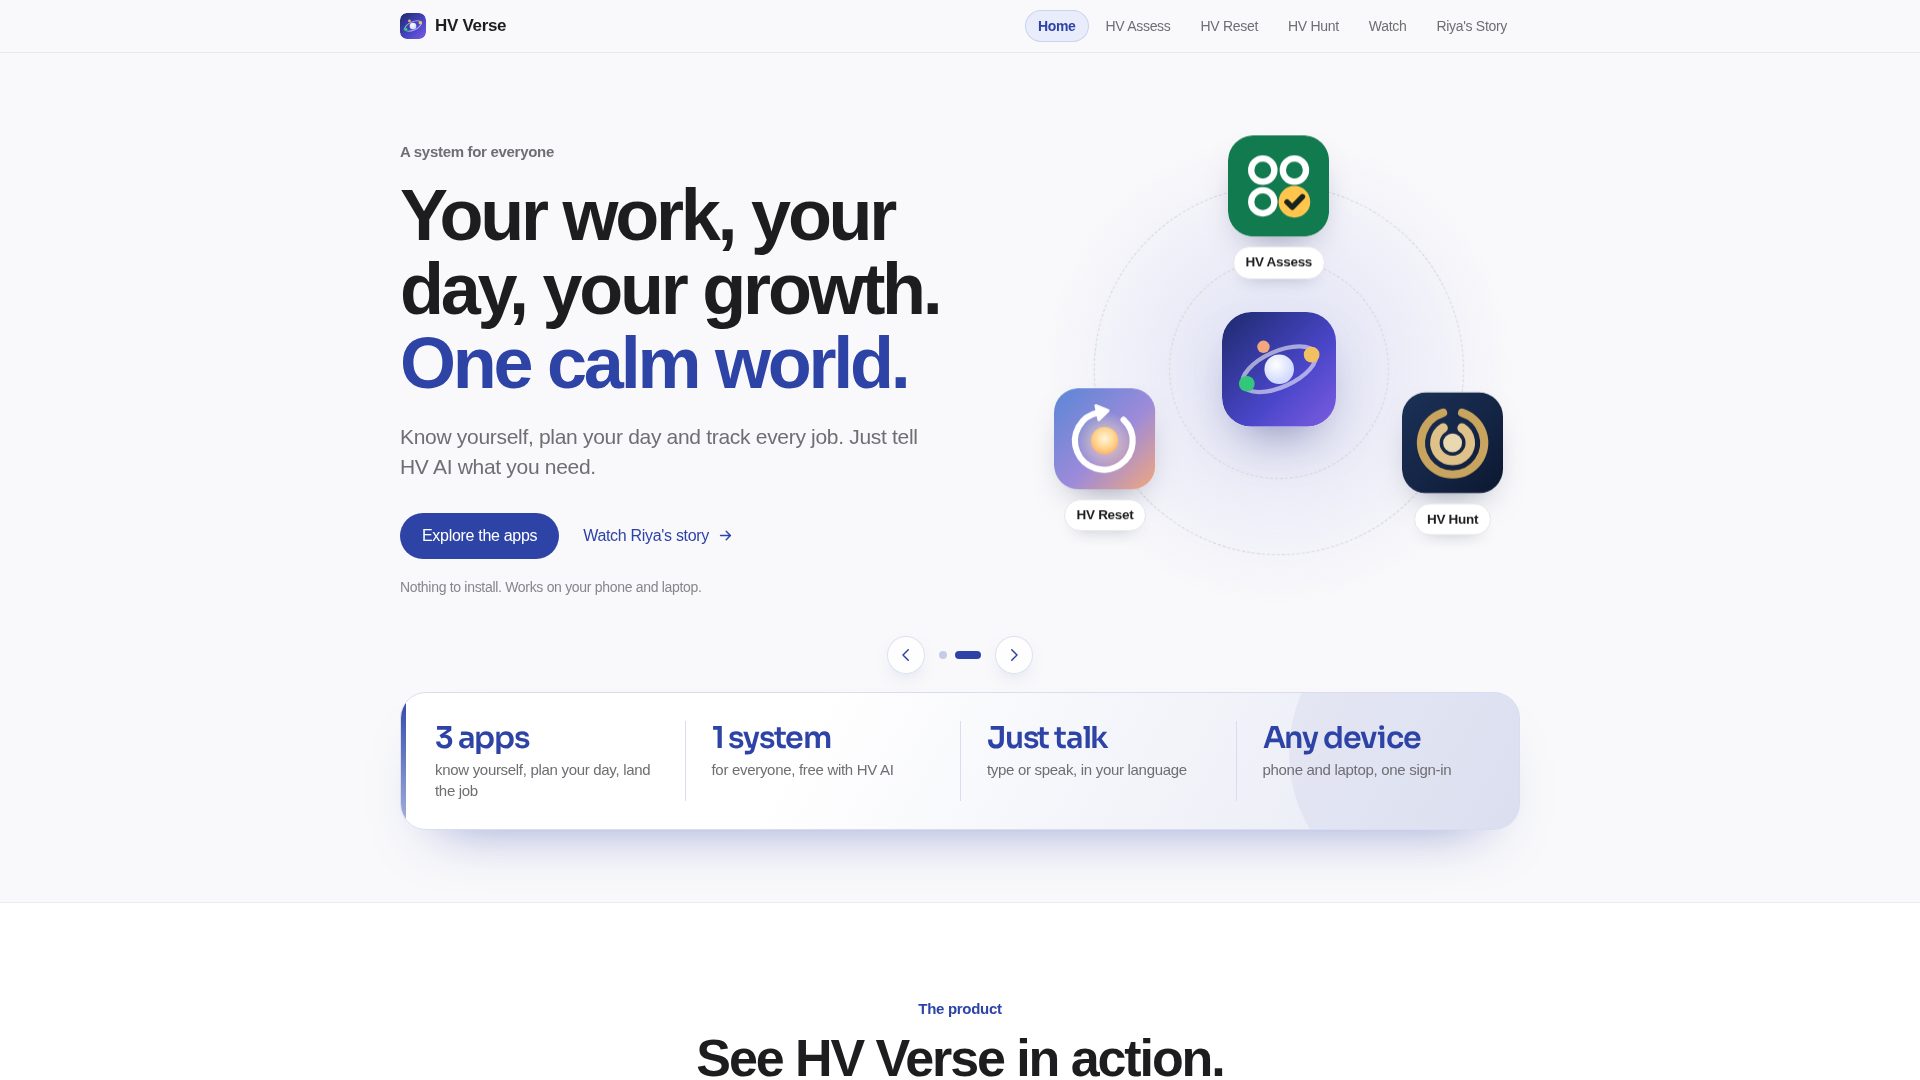 HV Verse
Home
HV Assess
HV Reset
HV Hunt
Watch
Riya's Story
A system for everyone
Your work, your
day, your growth.
One calm world.
Know yourself, plan your day and track every job. Just tell
HV AI what you need.
Explore the apps
Watch Riya's story
Nothing to install. Works on your phone and laptop.
HV Assess
HV Reset
HV Hunt
3 apps
know yourself, plan your day, land
the job
1 system
for everyone, free with HV AI
Just talk
type or speak, in your language
Any device
phone and laptop, one sign-in
The product
See HV Verse in action.